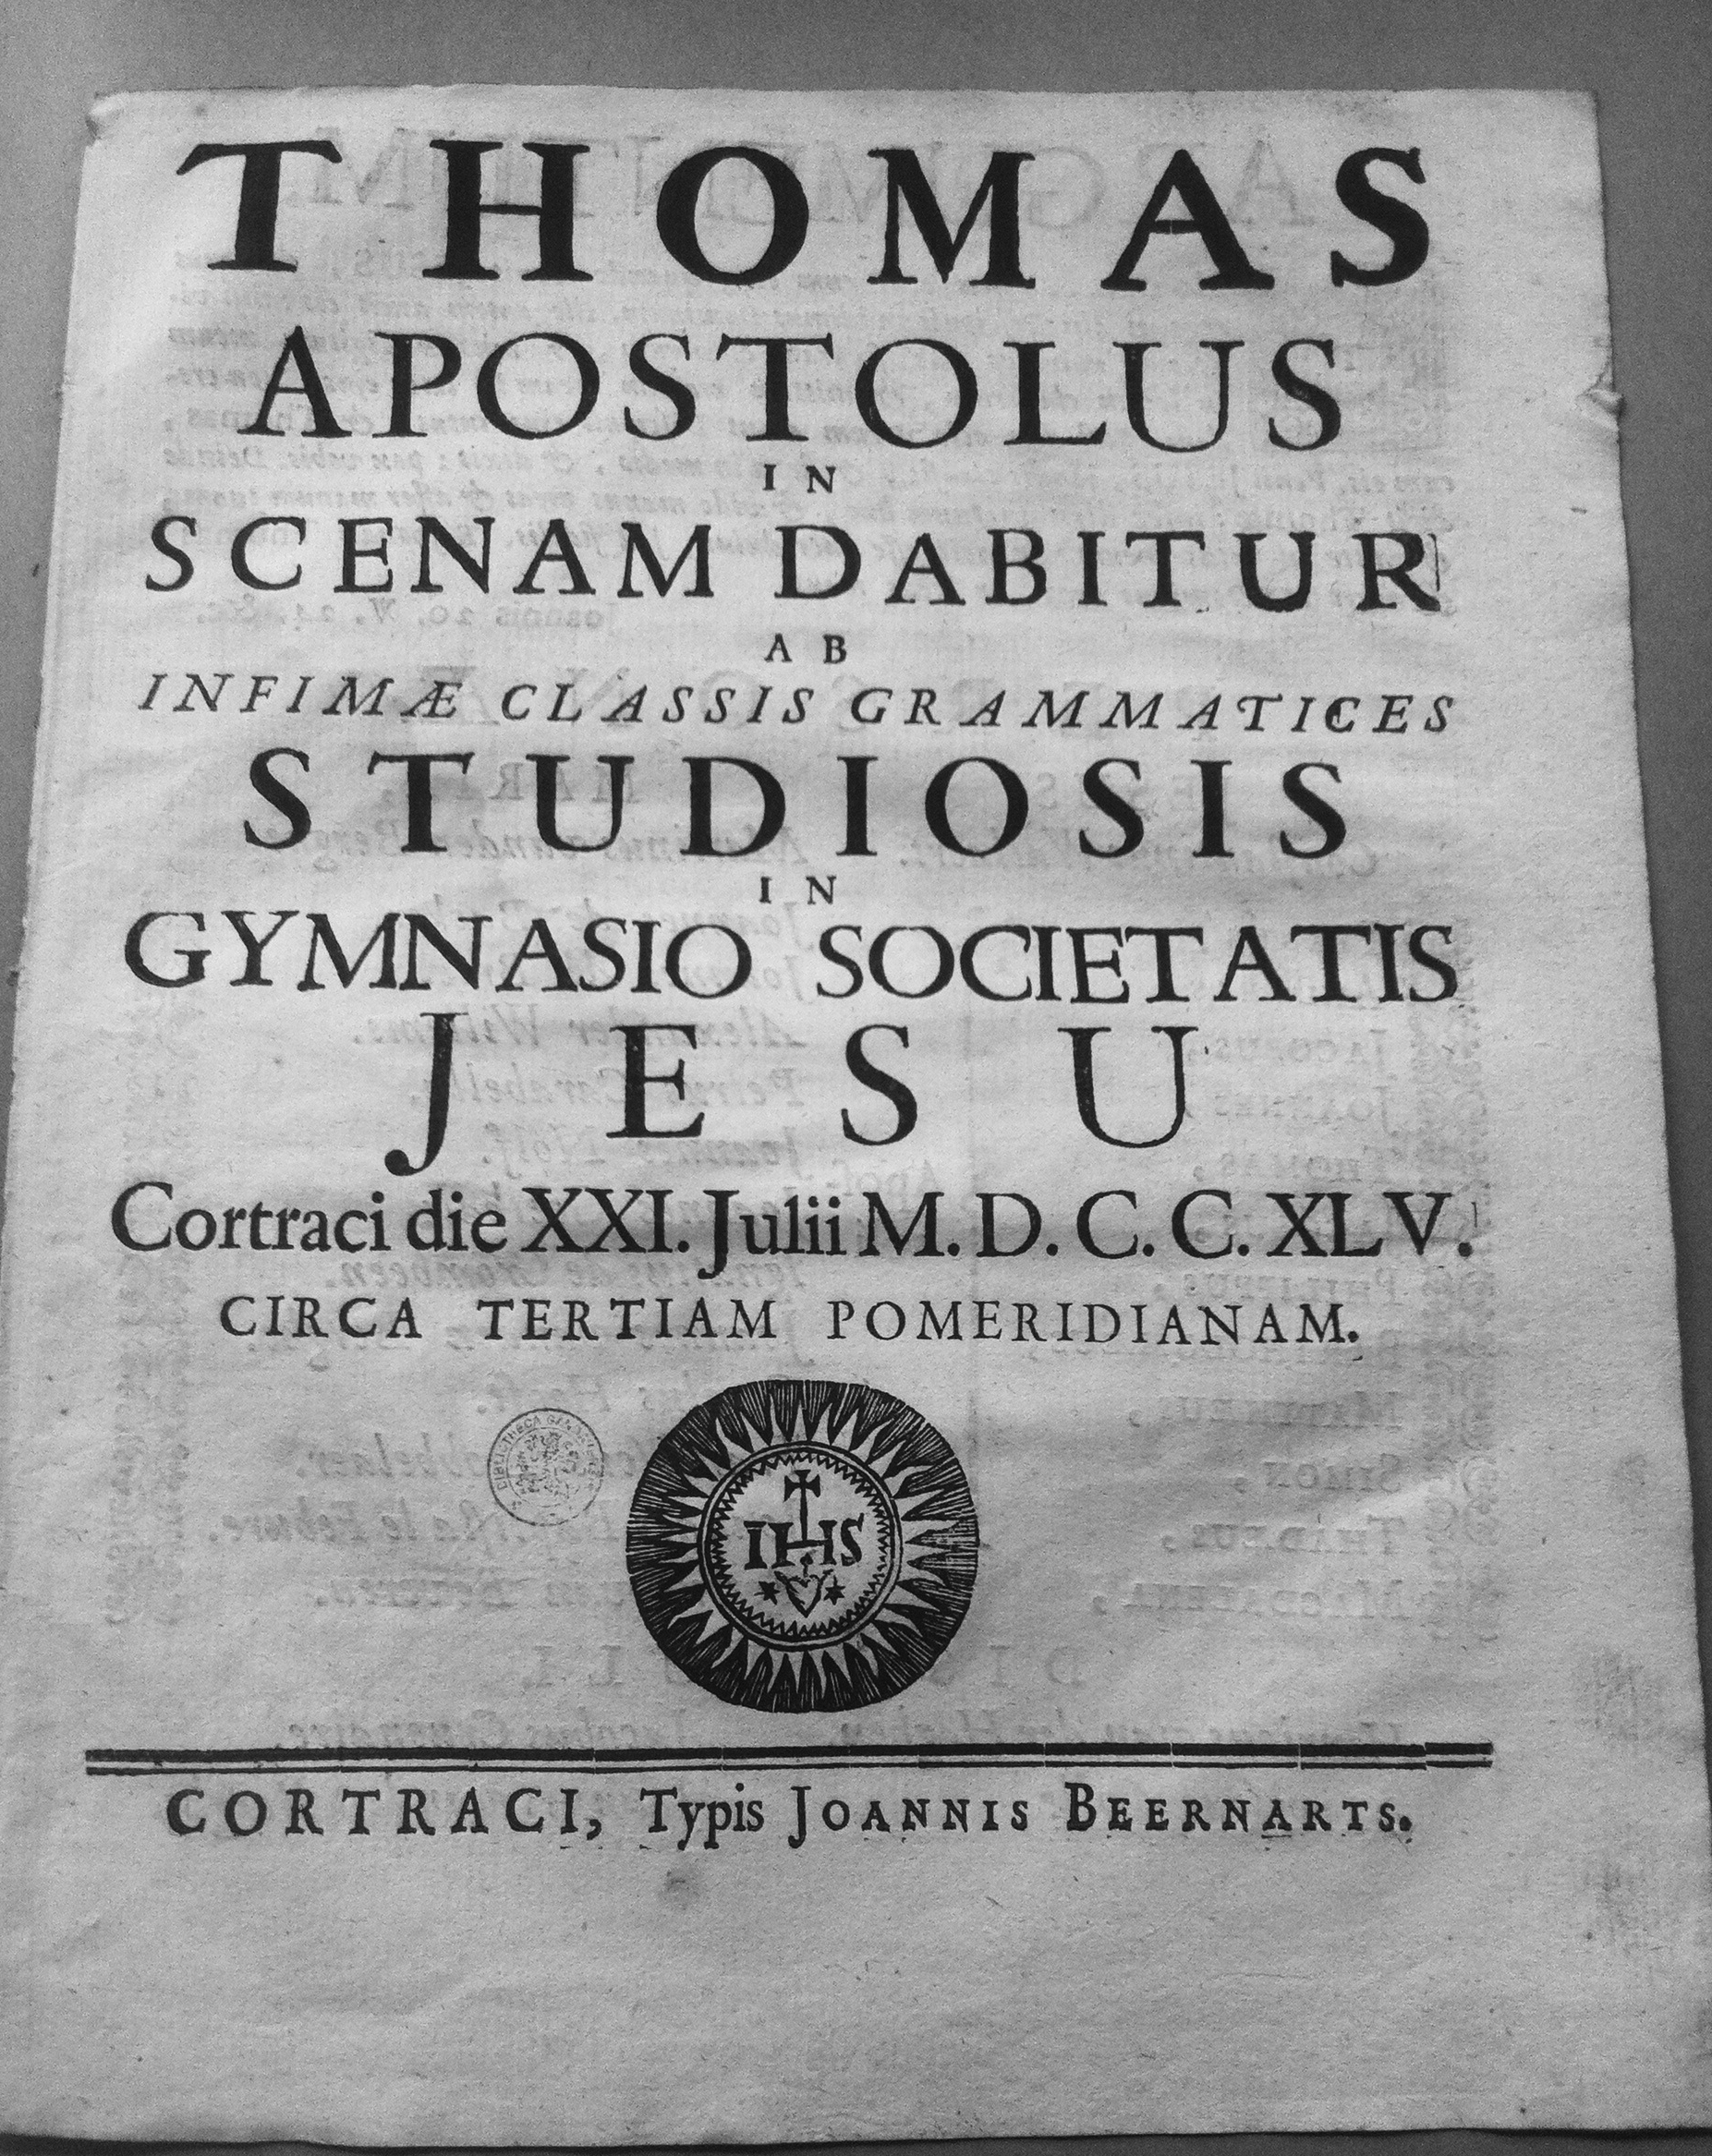 THOMAS
APOSTOLUS
IN
SCENAM DABITUR
AB
INFIMÆ CLASSIS GRAMMATICES
STUDIOSIS
IN
GYMNASIO SOCIETATIS
JESU
Cortraci die XXI. Julii M. D. C. C. XLV.
CIRCA TERTIAM POMERIDIANAM.
BIBLIOTHECA
IHS
CORTRACI, Typis JOANNIS BEERNARTS.